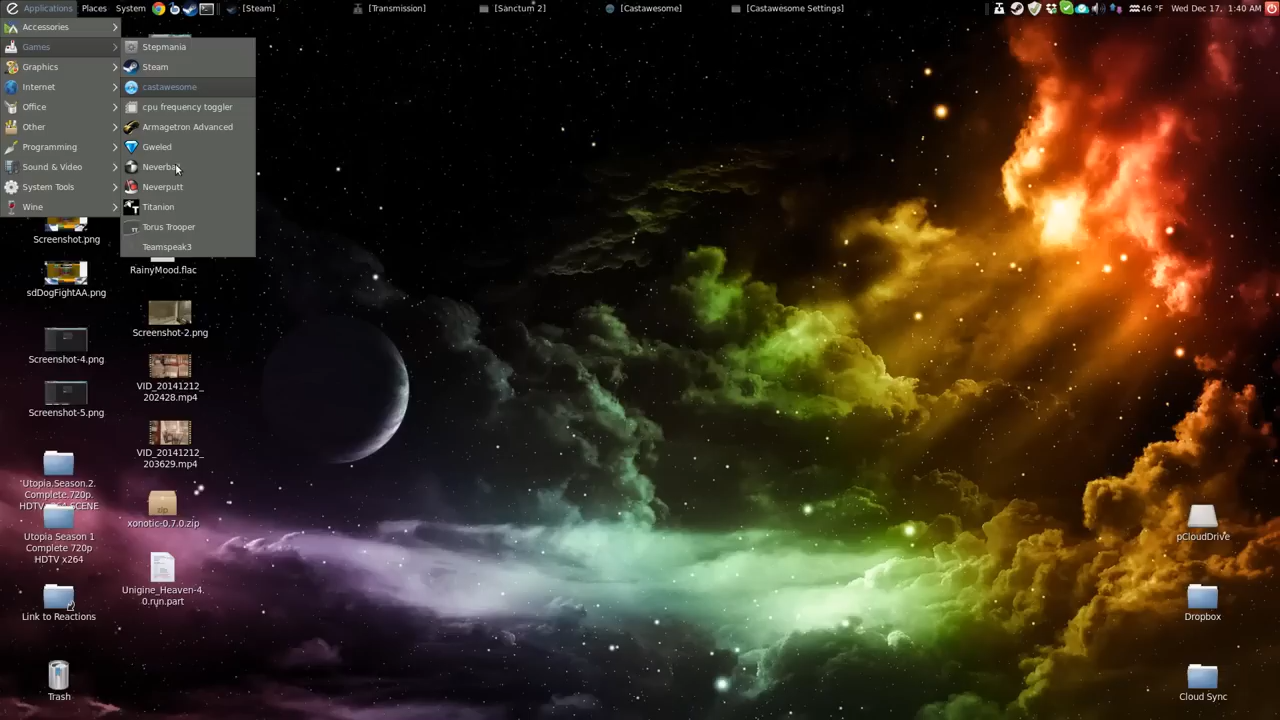 Applications Places System [Steam] [Transmission] [Sanctum 2] [Castawesome] [Castawesome Settings] 46 °F Wed Dec 17, 1:40 AM
Accessories
Games
Graphics
Internet
Office
Other
Programming
Sound & Video
System Tools
Wine
Stepmania
Steam
castawesome
cpu frequency toggler
Armagetron Advanced
Gweled
Neverball
Neverputt
Titanion
Torus Trooper
Teamspeak3
Screenshot.png
sdDogFightAA.png
Screenshot-4.png
Screenshot-5.png
Utopia.Season.2.
Complete.720p.
Utopia Season 1
Complete 720p
HDTV x264
Link to Reactions
Trash
RainyMood.flac
Screenshot-2.png
VID_20141212_
202428.mp4
VID_20141212_
203629.mp4
zip
xonotic-0.7.0.zip
Unigine_Heaven-4.
0.run.part
pCloudDrive
Dropbox
Cloud Sync